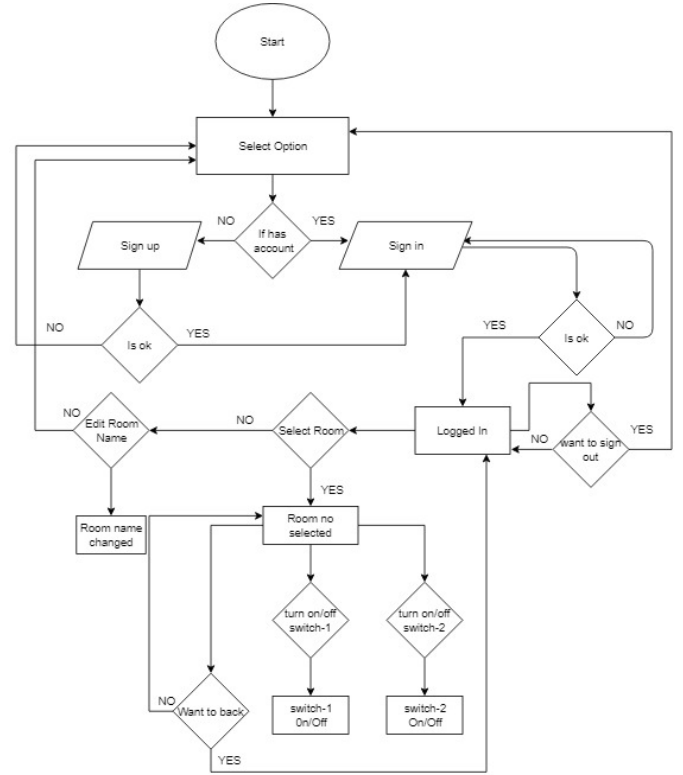 Start
Select Option
NO
If has
account
YES
Sign up
Sign in
NO
Is ok
YES
YES
Is ok
NO
NO
Edit Room
Name
NO
Select Room
Logged In
NO
want to sign
out
YES
YES
Room name
changed
Room no
selected
turn on/off
switch-1
turn on/off
switch-2
NO
Want to back
switch-1
0n/Off
switch-2
On/Off
YES